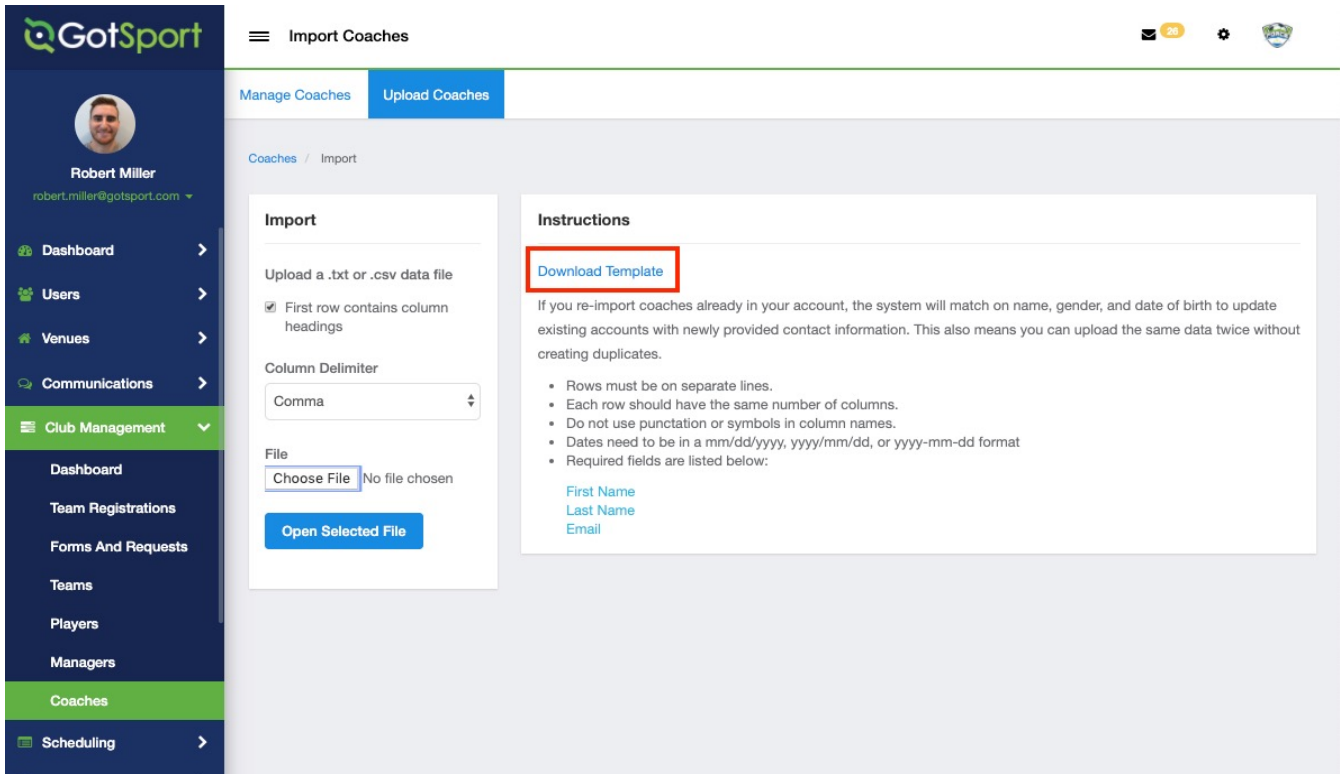 GotSport
Import Coaches
26
Robert Miller
robert.miller@gotsport.com
Dashboard
Users
Venues
Communications
Club Management
Dashboard
Team Registrations
Forms And Requests
Teams
Players
Managers
Coaches
Scheduling
Manage Coaches
Upload Coaches
Coaches / Import
Import
Upload a .txt or .csv data file
First row contains column
headings
Column Delimiter
Comma
File
Choose File No file chosen
Open Selected File
Instructions
Download Template
If you re-import coaches already in your account, the system will match on name, gender, and date of birth to update
existing accounts with newly provided contact information. This also means you can upload the same data twice without
creating duplicates.
• Rows must be on separate lines.
• Each row should have the same number of columns.
• Do not use punctation or symbols in column names.
• Dates need to be in a mm/dd/yyyy, yyyy/mm/dd, or yyyy-mm-dd format
• Required fields are listed below:
First Name
Last Name
Email